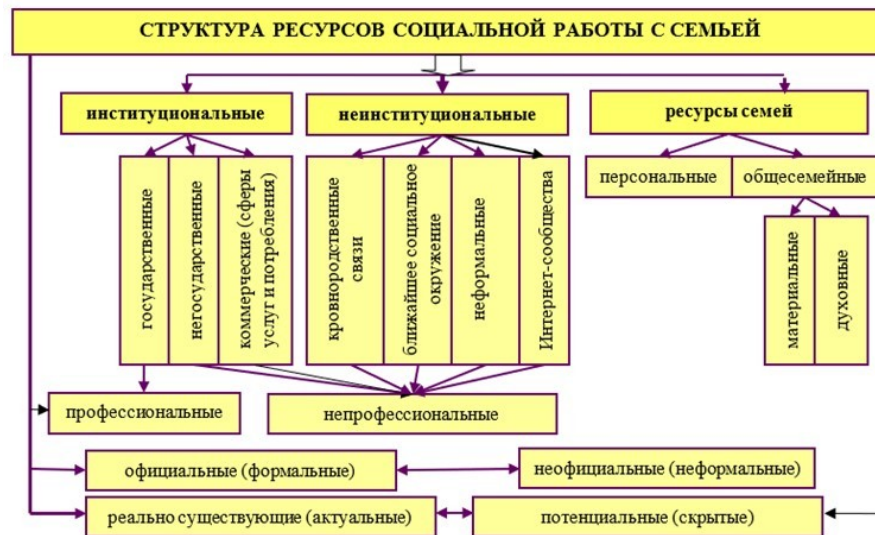 СТРУКТУРА РЕСУРСОВ СОЦИАЛЬНОЙ РАБОТЫ С СЕМЬЕЙ
институциональные
неинституциональные
ресурсы семей
государственные
негосударственные
коммерческие (сферы
услуг и потребления)
кровнородственные
связи
ближайшее социальное
окружение
неформальные
Интернет-сообщества
персональные
общесемейные
материальные
духовные
профессиональные
непрофессиональные
официальные (формальные)
неофициальные (неформальные)
реально существующие (актуальные)
потенциальные (скрытые)